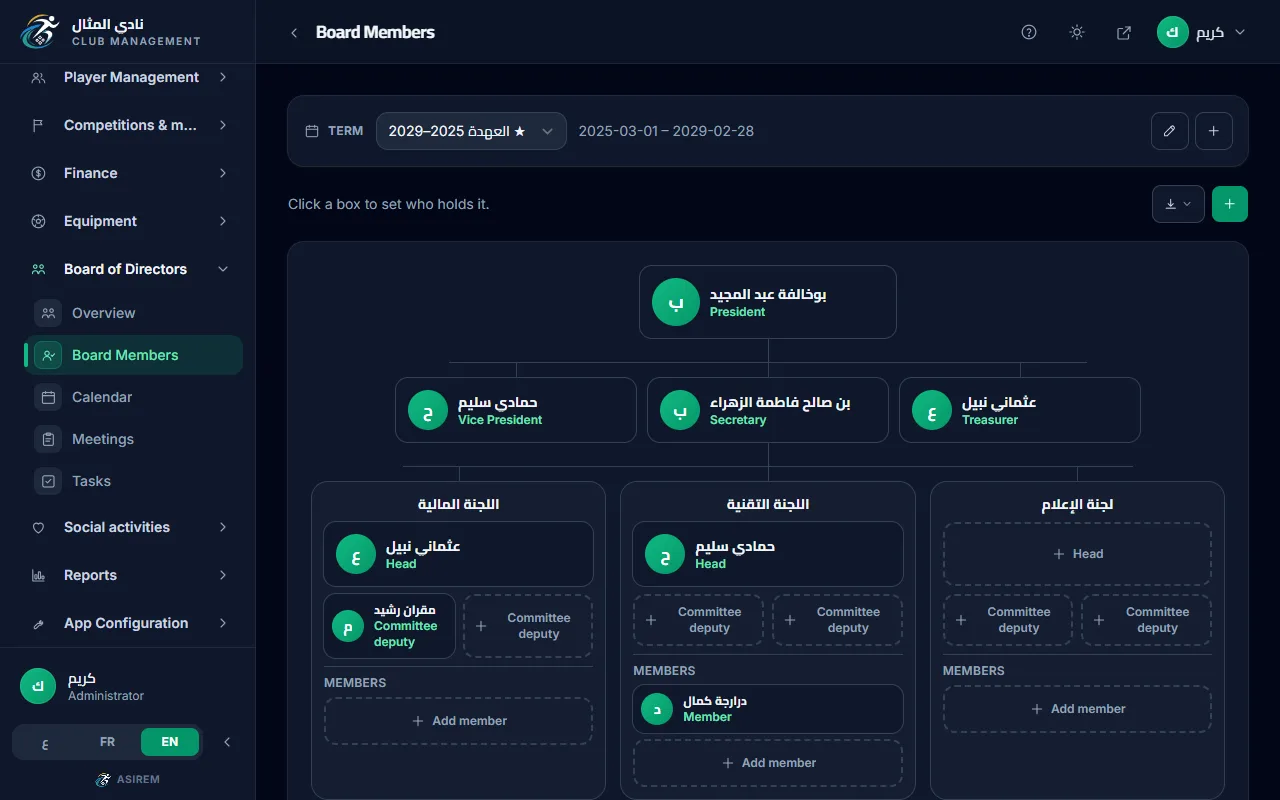 نادي المثال
CLUB MANAGEMENT
Player Management
Competitions & m...
Finance
Equipment
Board of Directors
Overview
Board Members
Calendar
Meetings
Tasks
Social activities
Reports
App Configuration
ك
كريم
Administrator
ع
FR
EN
ASIREM
Board Members
ك
كريم
TERM
★ العهدة 2025–2029
2025-03-01 – 2029-02-28
Click a box to set who holds it.
ب
بوخالفة عبد المجيد
President
ح
حمادي سليم
Vice President
ب
بن صالح فاطمة الزهراء
Secretary
ع
عثماني نبيل
Treasurer
اللجنة المالية
ع
عثماني نبيل
Head
م
مقران رشيد
Committee
deputy
Committee
deputy
MEMBERS
Add member
اللجنة التقنية
ح
حمادي سليم
Head
Committee
deputy
Committee
deputy
MEMBERS
د
درارجة كمال
Member
Add member
لجنة الإعلام
Head
Committee
deputy
Committee
deputy
MEMBERS
Add member